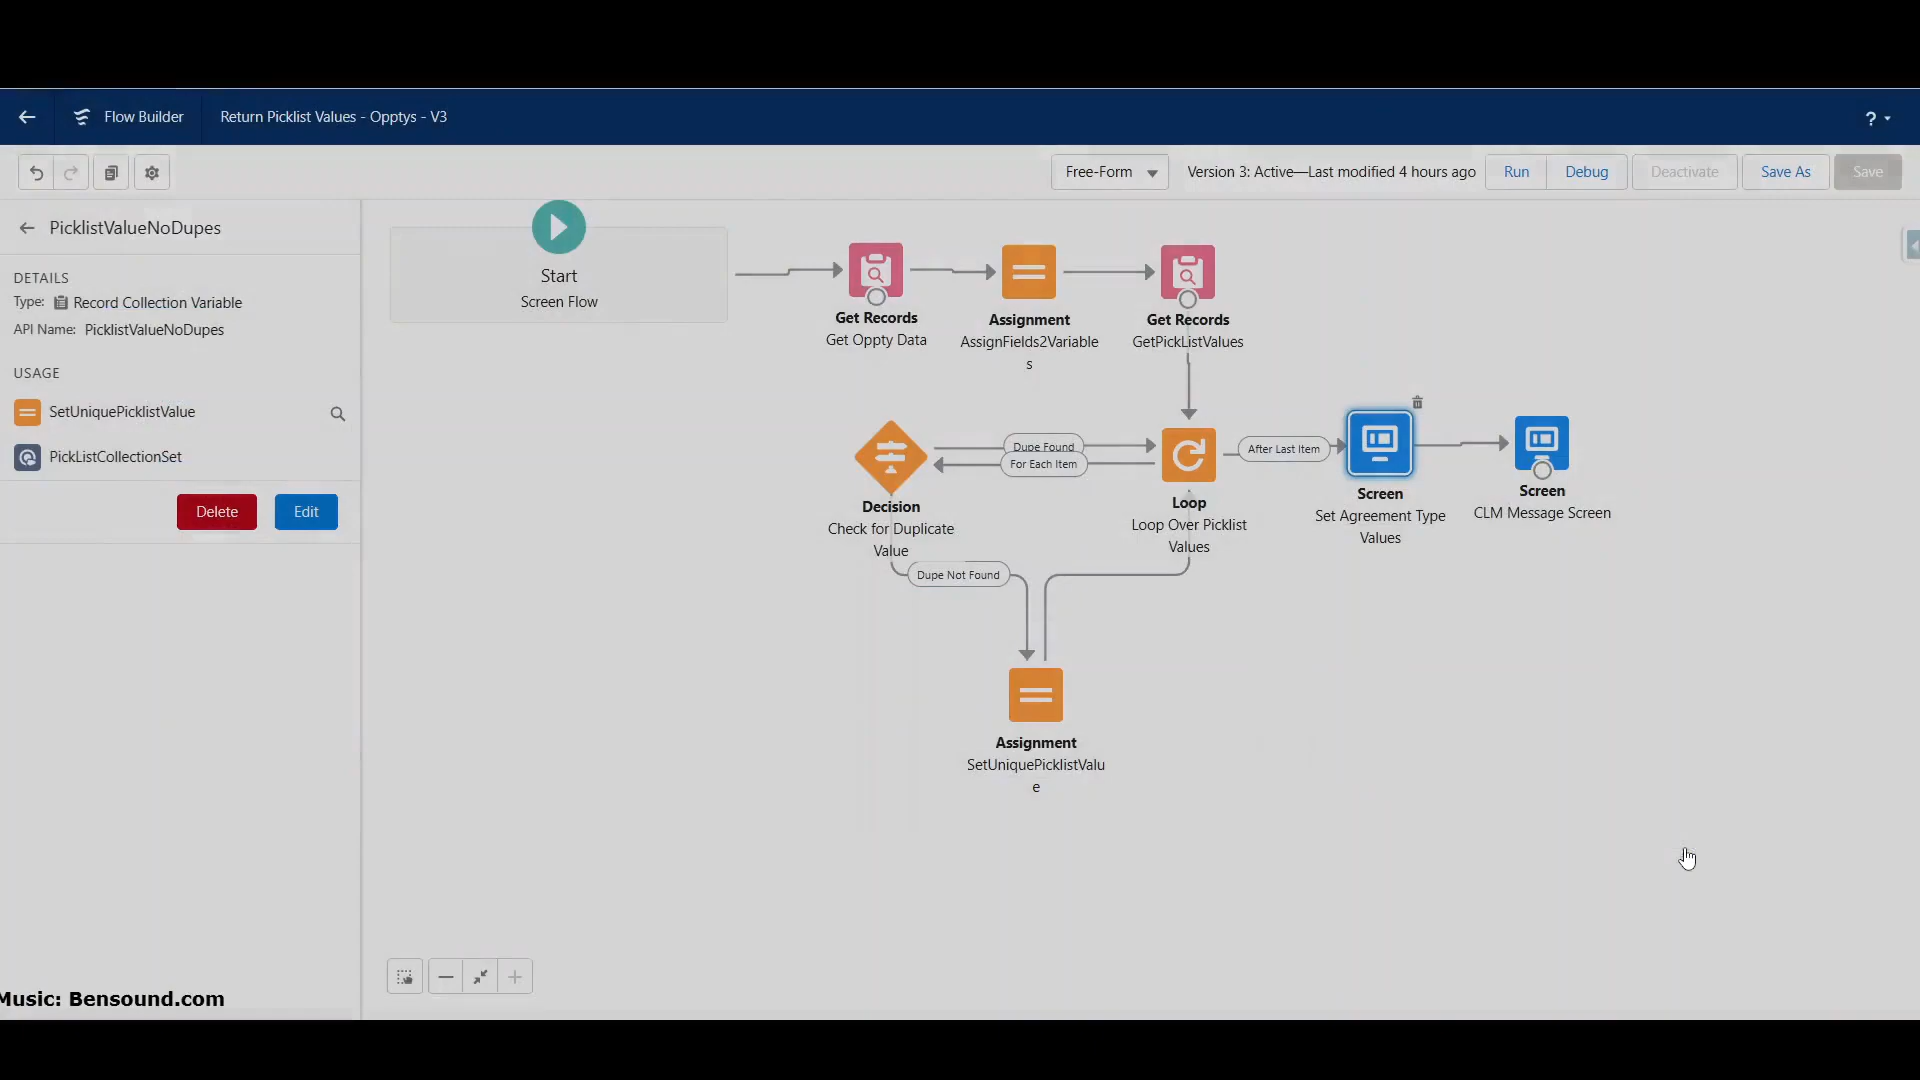 Flow Builder
Return Picklist Values - Opptys - V3
?
Free-Form
Version 3: Active—Last modified 4 hours ago
Run
Debug
Deactivate
Save As
Save
PicklistValueNoDupes
DETAILS
Type: Record Collection Variable
API Name: PicklistValueNoDupes
USAGE
SetUniquePicklistValue
PickListCollectionSet
Delete
Edit
Start
Screen Flow
Get Records
Get Oppty Data
Assignment
AssignFields2Variable
s
Get Records
GetPickListValues
Decision
Check for Duplicate
Value
Dupe Found
For Each Item
Loop
Loop Over Picklist
Values
After Last Item
Screen
Set Agreement Type
Values
Screen
CLM Message Screen
Dupe Not Found
Assignment
SetUniquePicklistValu
e
Music: Bensound.com